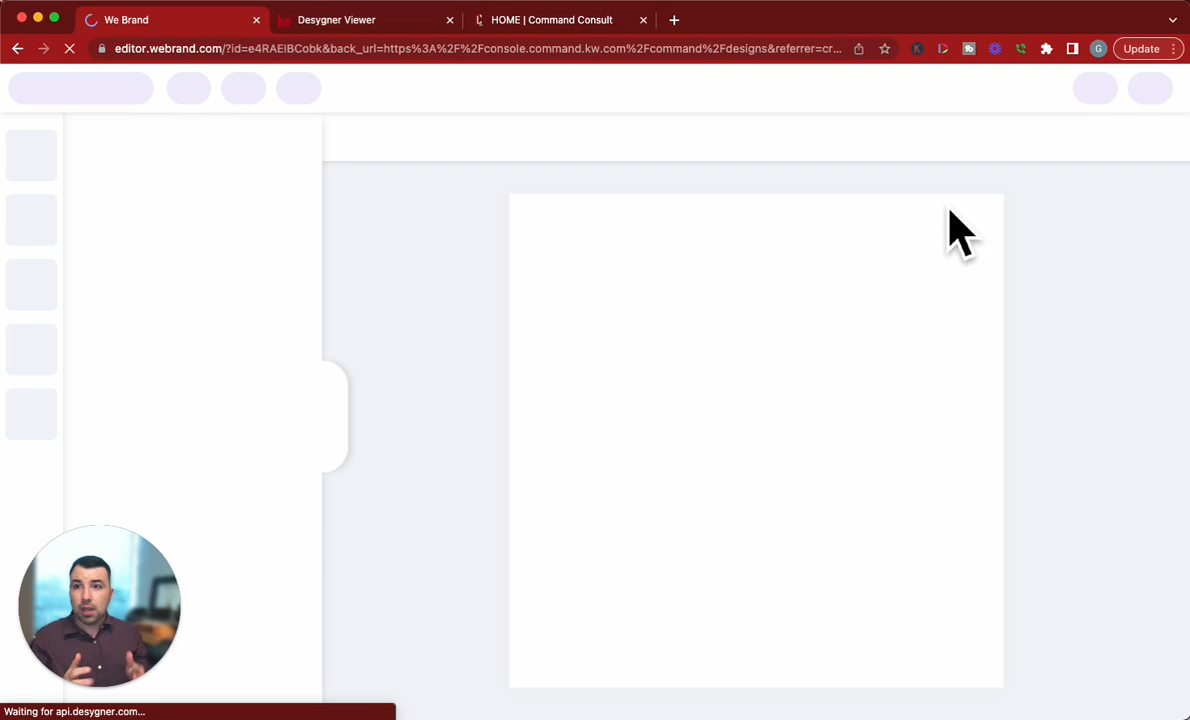 We Brand
Desygner Viewer
HOME | Command Consult
editor.webrand.com/?id=e4RAEIBCobk&back_url=https%3A%2F%2Fconsole.command.kw.com%2Fcommand%2Fdesigns&referrer=cr...
G
Update
Waiting for api.desygner.com...